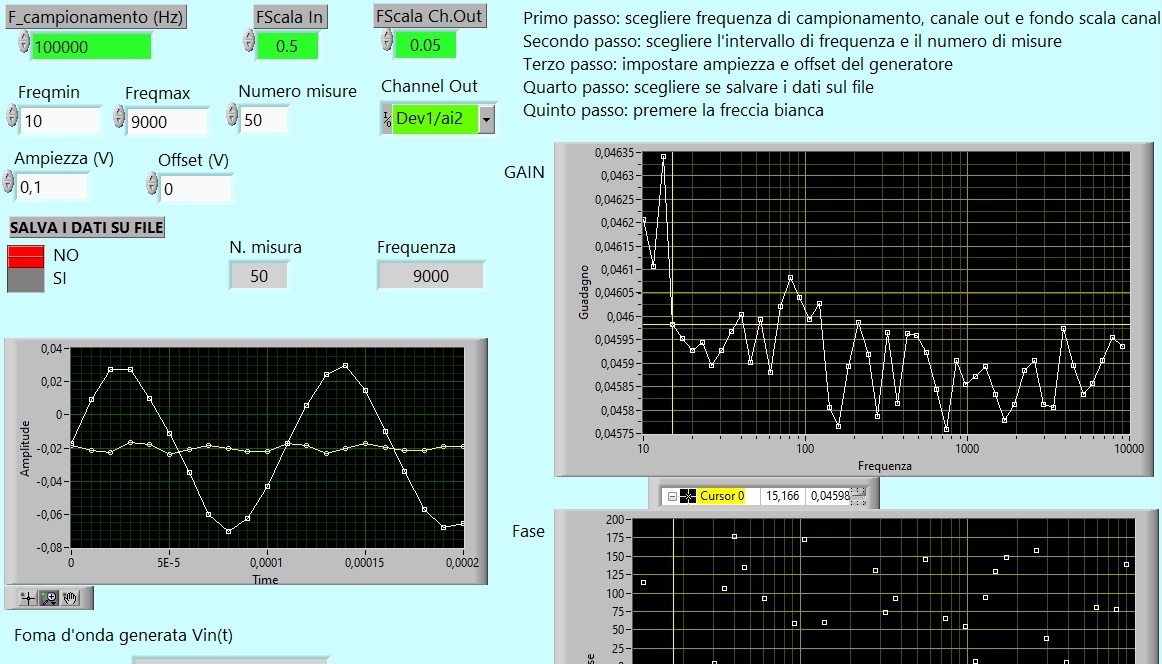 F_campionamento (Hz)
100000
FScala In
0.5
FScala Ch.Out
0.05
Freqmin
10
Freqmax
9000
Numero misure
50
Channel Out
Dev1/ai2
Ampiezza (V)
0,1
Offset (V)
0
SALVA I DATI SU FILE
NO
SI
N. misura
50
Frequenza
9000
Primo passo: scegliere frequenza di campionamento, canale out e fondo scala canal
Secondo passo: scegliere l'intervallo di frequenza e il numero di misure
Terzo passo: impostare ampiezza e offset del generatore
Quarto passo: scegliere se salvare i dati sul file
Quinto passo: premere la freccia bianca
GAIN
Guadagno
0,04635
0,0463
0,04625
0,0462
0,04615
0,0461
0,04605
0,046
0,04595
0,0459
0,04585
0,0458
0,04575
10 100 1000 10000
Frequenza
Cursor 0 15,166 0,04598
Amplitude
0,04
0,02
0
-0,02
-0,04
-0,06
-0,08
0 5E-5 0,0001 0,00015 0,0002
Time
Foma d'onda generata Vin(t)
Fase
200
175
150
125
100
75
50
25